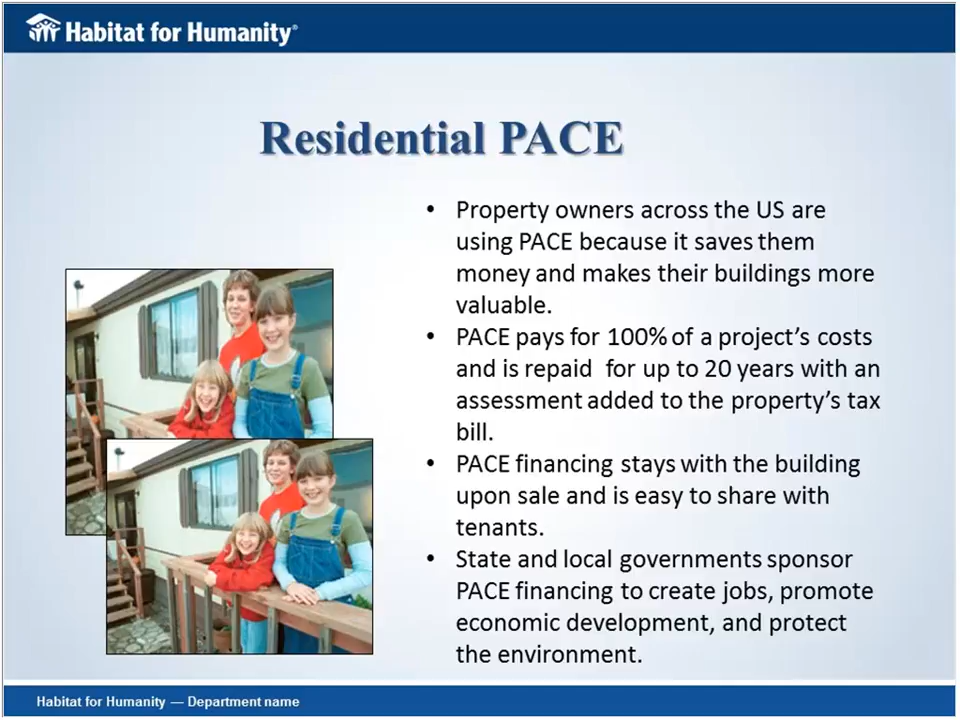 Habitat for Humanity®
Residential PACE
• Property owners across the US are
using PACE because it saves them
money and makes their buildings more
valuable.
• PACE pays for 100% of a project's costs
and is repaid for up to 20 years with an
assessment added to the property's tax
bill.
• PACE financing stays with the building
upon sale and is easy to share with
tenants.
• State and local governments sponsor
PACE financing to create jobs, promote
economic development, and protect
the environment.
Habitat for Humanity — Department name